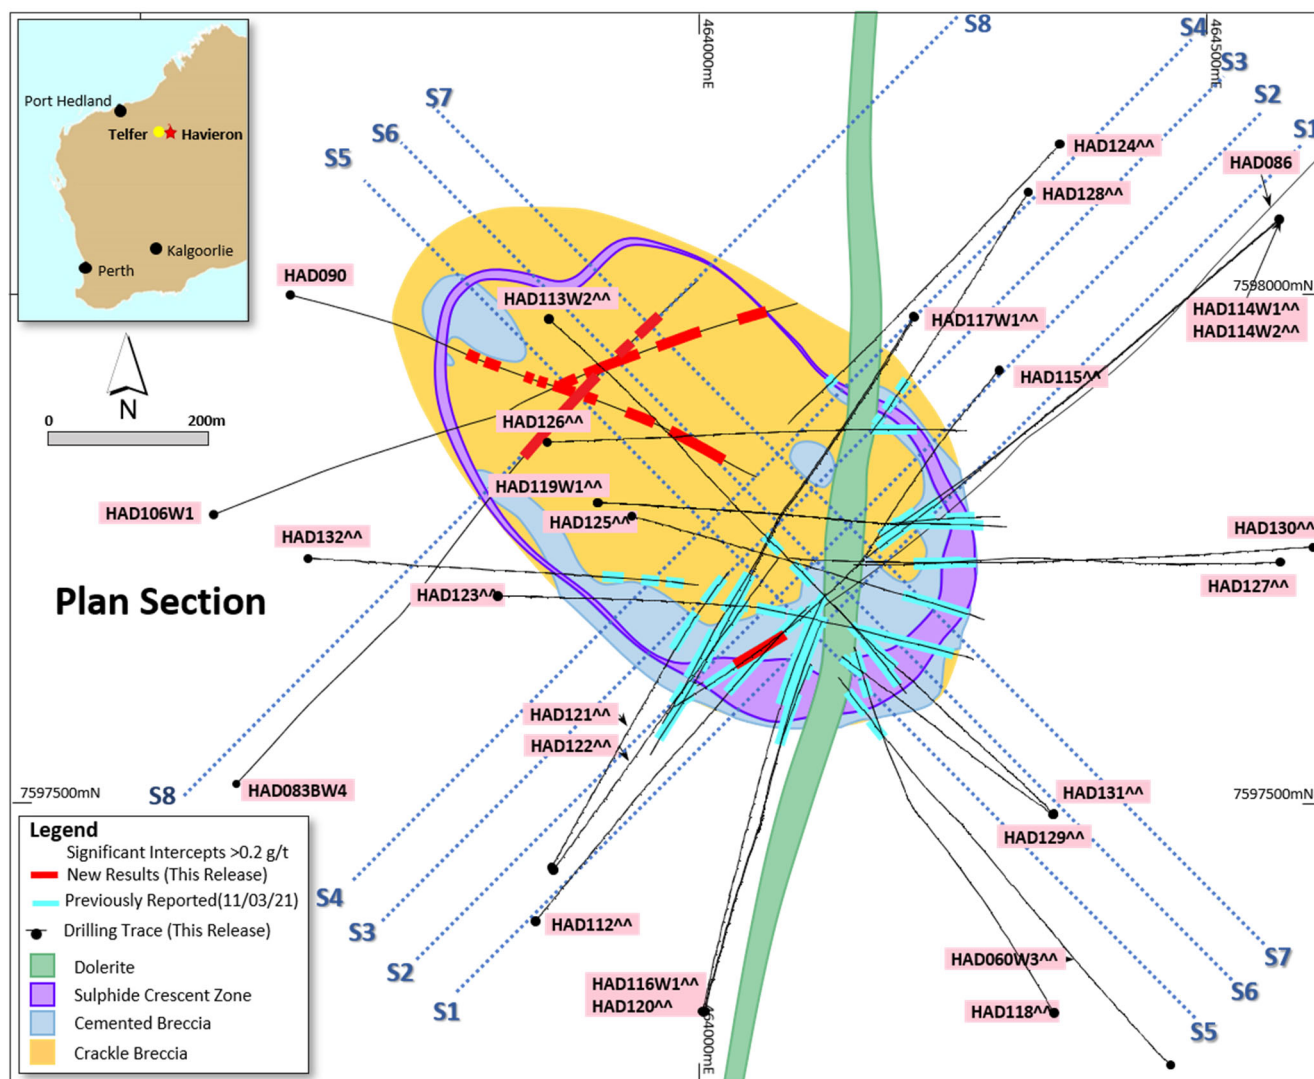 Port Hedland
Telfer
Havieron
Kalgoorlie
Perth
N
0
200m
464000mE
464500mE
S8
S4
S3
S2
S1
S7
S6
S5
HAD124^^
HAD128^^
HAD086
HAD090
HAD113W2^^
HAD117W1^^
7598000mN
HAD114W1^^
HAD114W2^^
HAD115^^
HAD126^^
HAD119W1^^
HAD125^^
HAD106W1
HAD132^^
HAD130^^
HAD127^^
HAD123^^
Plan Section
HAD121^^
HAD122^^
S8
HAD083BW4
7597500mN
7597500mN
HAD131^^
HAD129^^
S4
S3
S2
S1
HAD112^^
HAD116W1^^
HAD120^^
464000mE
HAD060W3^^
HAD118^^
S7
S6
S5
Legend
Significant Intercepts >0.2 g/t
New Results (This Release)
Previously Reported(11/03/21)
Drilling Trace (This Release)
Dolerite
Sulphide Crescent Zone
Cemented Breccia
Crackle Breccia